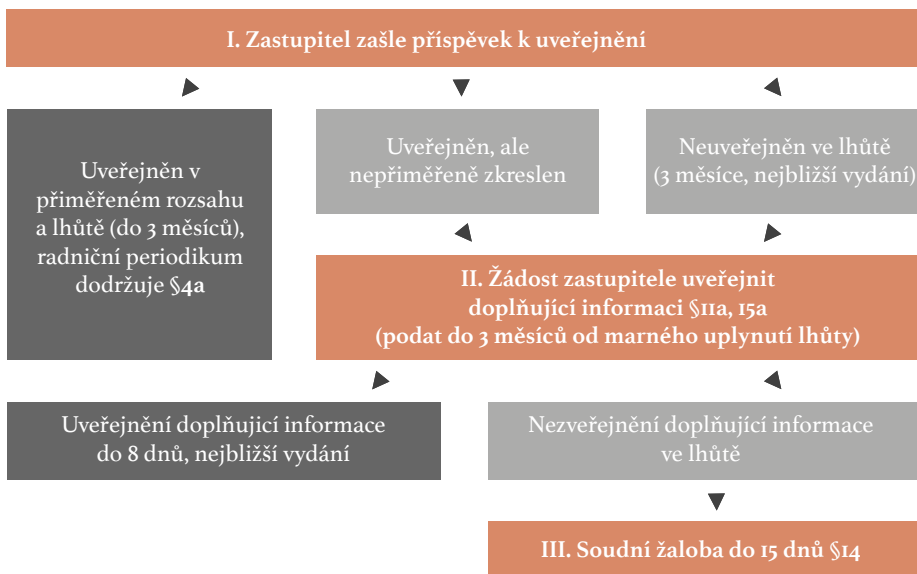 I. Zastupitel zašle příspěvek k uveřejnění
Uveřejněn v
přiměřeném rozsahu
a lhůtě (do 3 měsíců),
radniční periodikum
dodržuje §4a
Uveřejněn, ale
nepřiměřeně zkreslen
Neuveřejněn ve lhůtě
(3 měsíce, nejbližší vydání)
II. Žádost zastupitele uveřejnit
doplňující informaci §11a, 15a
(podat do 3 měsíců od marného uplynutí lhůty)
Uveřejnění doplňujicí informace
do 8 dnů, nejbližší vydání
Nezveřejnění doplňující informace
ve lhůtě
III. Soudní žaloba do 15 dnů §14